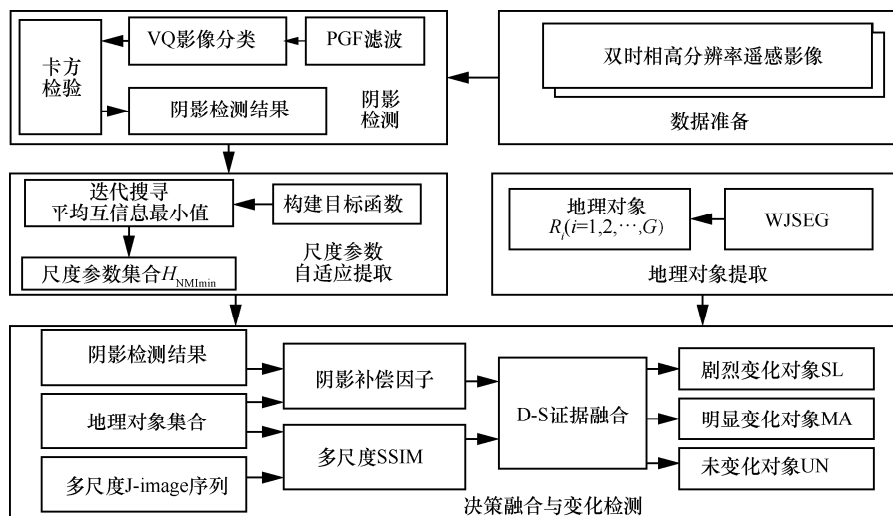 VQ影像分类
PGF滤波
卡方
检验
阴影检测结果
阴影
检测
双时相高分辨率遥感影像
数据准备
迭代搜寻
平均互信息最小值
构建目标函数
尺度参数集合H_NMImin
尺度参数
自适应提取
地理对象
R_i(i=1,2,⋯,G)
WJSEG
地理对象提取
阴影检测结果
地理对象集合
多尺度J-image序列
阴影补偿因子
多尺度SSIM
D-S证据融合
剧烈变化对象SL
明显变化对象MA
未变化对象UN
决策融合与变化检测